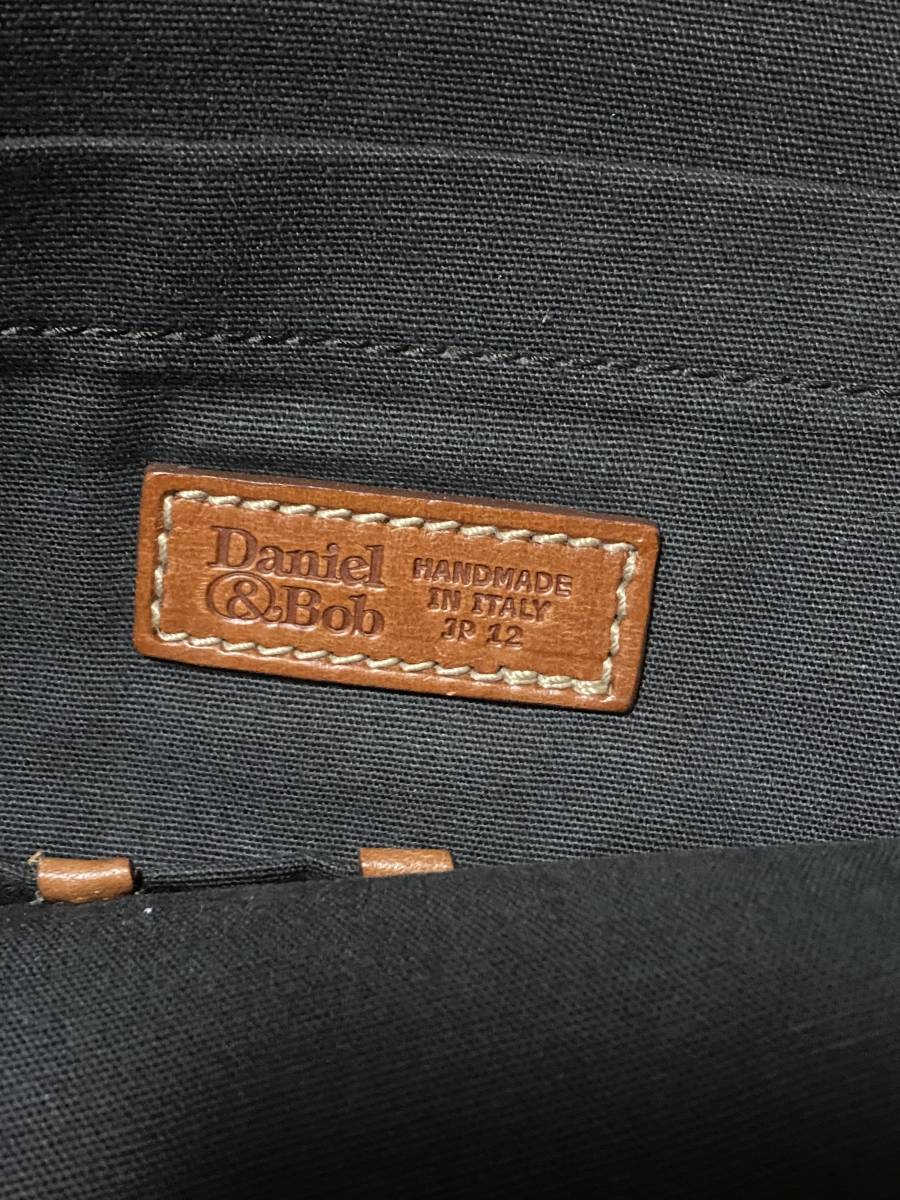 Daniel
& Bob
HANDMADE
IN ITALY
JP 12